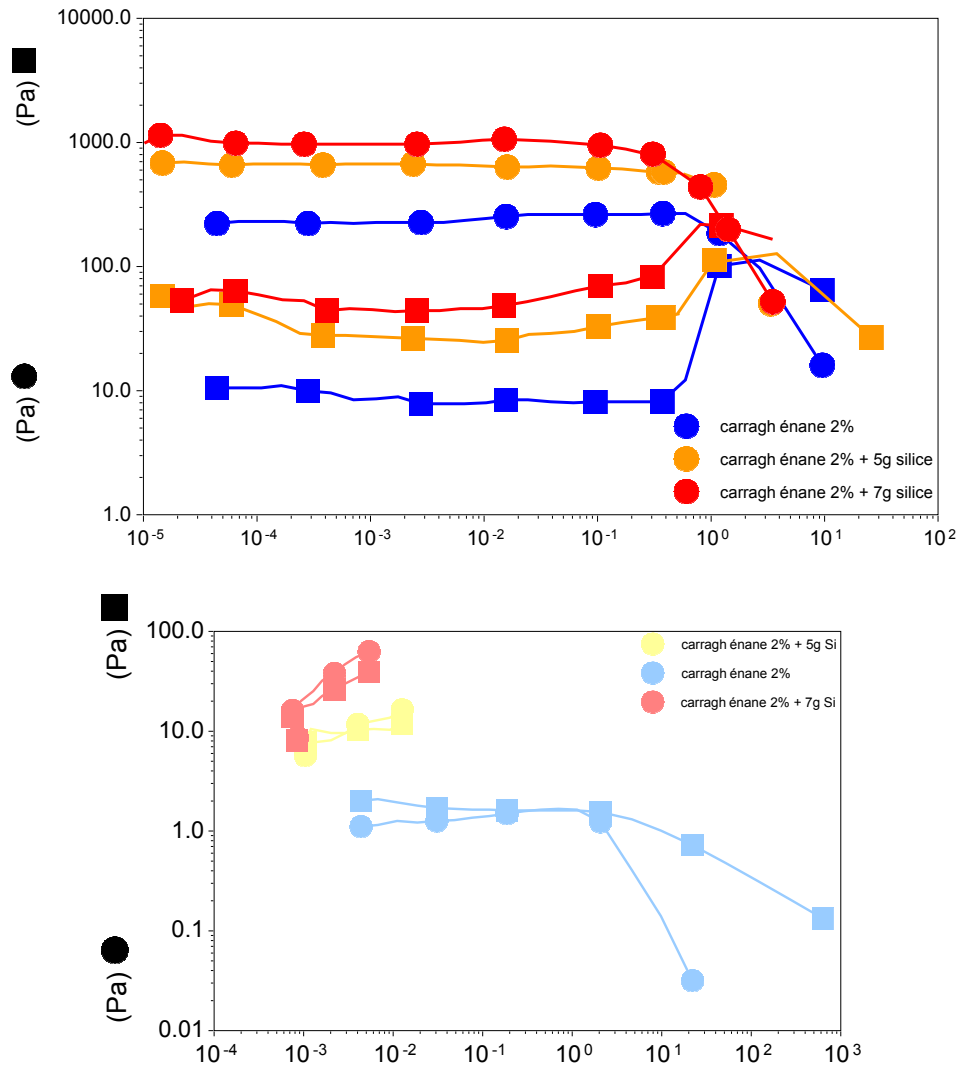 (Pa)
(Pa)
10000.0
1000.0
100.0
10.0
1.0
10-5
10-4
10-3
10-2
10-1
100
101
102
carragh énane 2%
carragh énane 2% + 5g silice
carragh énane 2% + 7g silice
(Pa)
(Pa)
100.0
10.0
1.0
0.1
0.01
10-4
10-3
10-2
10-1
100
101
102
103
carragh énane 2% + 5g Si
carragh énane 2%
carragh énane 2% + 7g Si